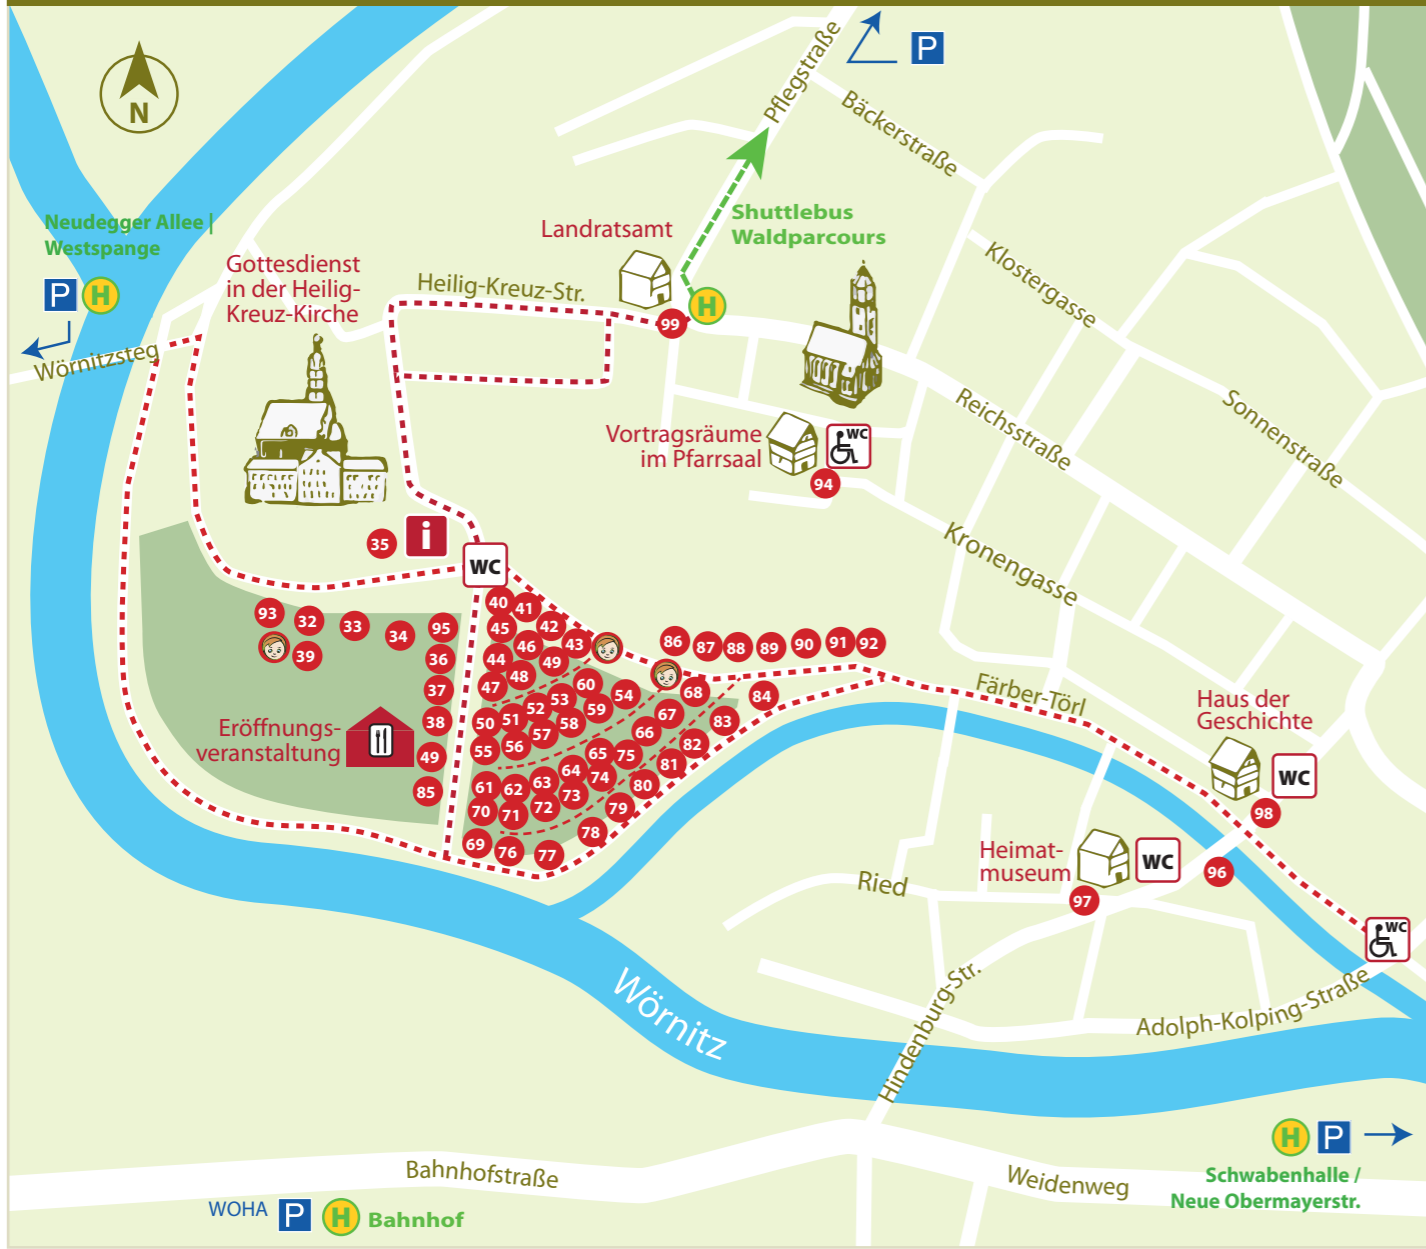 N
P
Pflegstraße
Bäckerstraße
Neudegger Allee |
Westspange
P H
Wörnitzsteg
Gottesdienst
in der Heilig-
Kreuz-Kirche
Landratsamt
Shuttlebus
Waldparcours
Heilig-Kreuz-Str.
H
99
Klostergasse
Sonnenstraße
Reichsstraße
Vortragsräume
im Pfarrsaal
WC
94
Kronengasse
35
i
WC
93
32
33
34
95
39
36
37
38
49
85
Eröffnungs-
veranstaltung
40
41
45
42
46
43
44
49
48
47
60
54
53
52
59
51
50
58
57
56
55
68
67
66
65
75
64
74
63
62
61
73
72
71
70
69
76
77
78
79
80
81
82
83
84
86
87
88
89
90
91
92
Färber-Törl
Haus der
Geschichte
WC
98
Heimat-
museum
WC
96
97
Ried
WC
Hindenburg-Str.
Adolph-Kolping-Straße
Wörnitz
H P
Schwabenhalle /
Neue Obermayerstr.
Bahnhofstraße
Weidenweg
WOHA P H Bahnhof